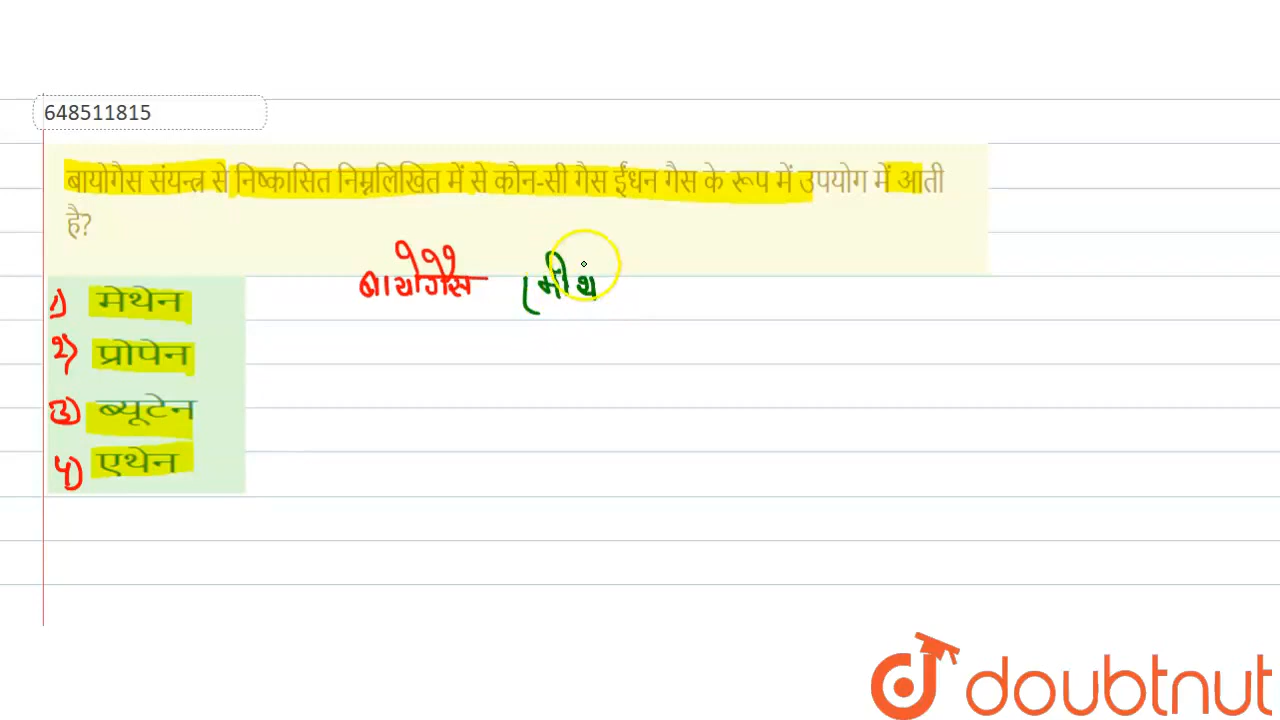 648511815
बायोगैस संयन्त्र से निष्कासित निम्नलिखित में से कौन-सी गैस ईंधन गैस के रूप में उपयोग में आती
है?
बायोगैस (मीथ
1) मेथेन
2) प्रोपेन
3) ब्यूटेन
4) एथेन
doubtnut